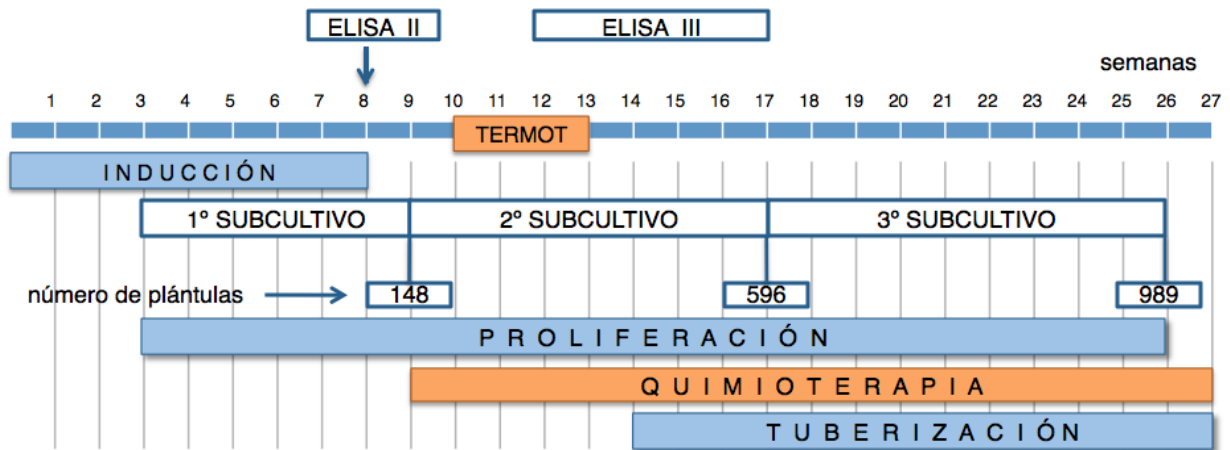 ELISA II
ELISA III
semanas
1 2 3 4 5 6 7 8 9 10 11 12 13 14 15 16 17 18 19 20 21 22 23 24 25 26 27
TERMOT
INDUCCIÓN
1º SUBCULTIVO 2º SUBCULTIVO 3º SUBCULTIVO
número de plántulas 148 596 989
PROLIFERACIÓN
QUIMIOTERAPIA
TUBERIZACIÓN